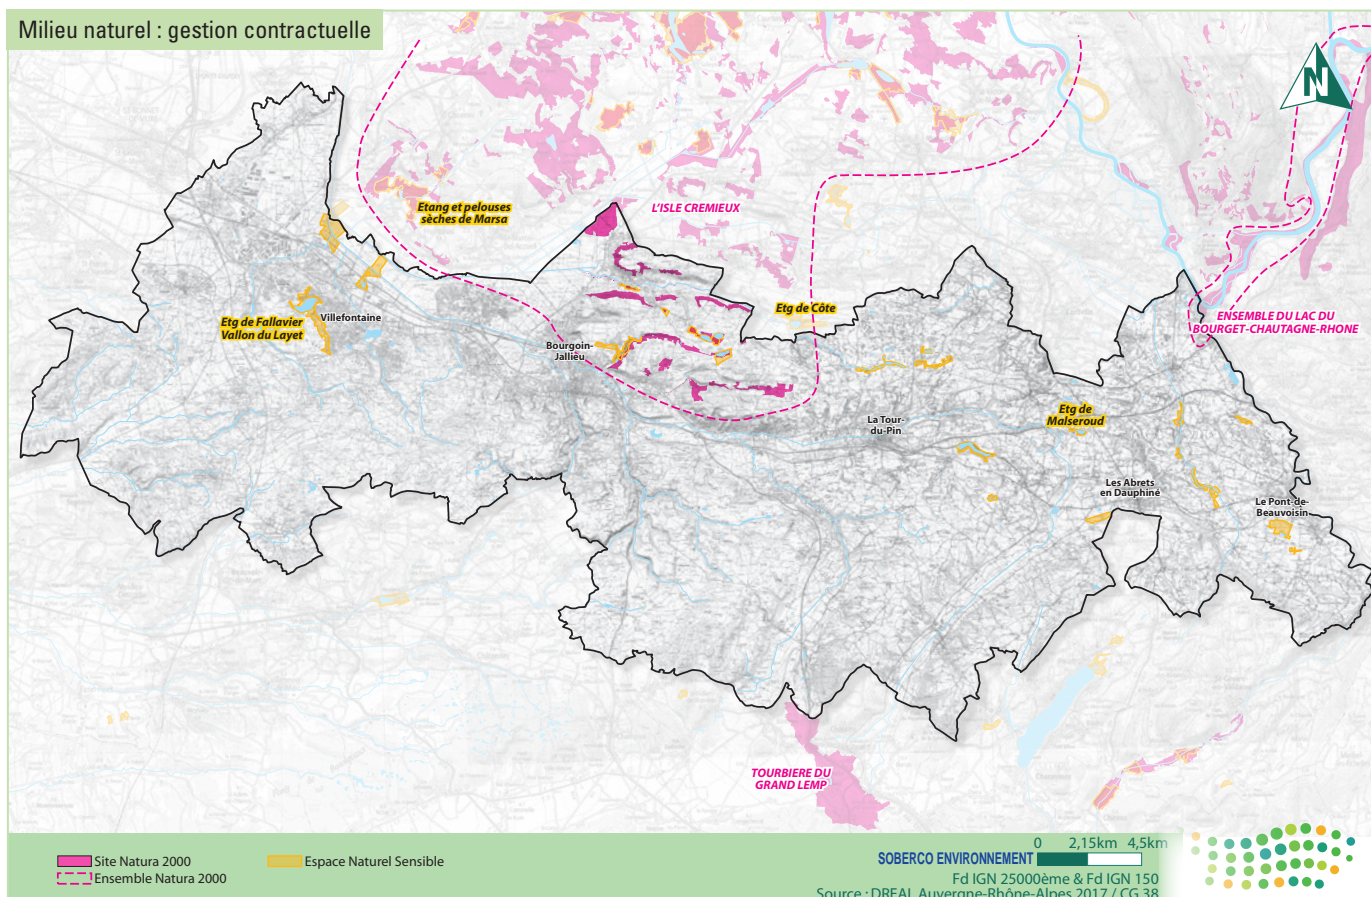 Milieu naturel : gestion contractuelle
N
Etang et pelouses
sèches de Marsa
L'ISLE CREMIEUX
Etg de Côte
ENSEMBLE DU LAC DU
BOURGET-CHAUTAGNE-RHONE
Etg de Fallavier
Vallon du Layet
Villefontaine
Bourgoin-
Jallieu
La Tour-
du-Pin
Etg de
Malseroud
Les Abrets
en Dauphiné
Le Pont-de-
Beauvoisin
TOURBIERE DU
GRAND LEMP
Site Natura 2000
Ensemble Natura 2000
Espace Naturel Sensible
0 2,15km 4,5km
SOBERCO ENVIRONNEMENT
Fd IGN 25000ème & Fd IGN 150
Source : DREAL Auvergne-Rhône-Alpes 2017 / CG 38